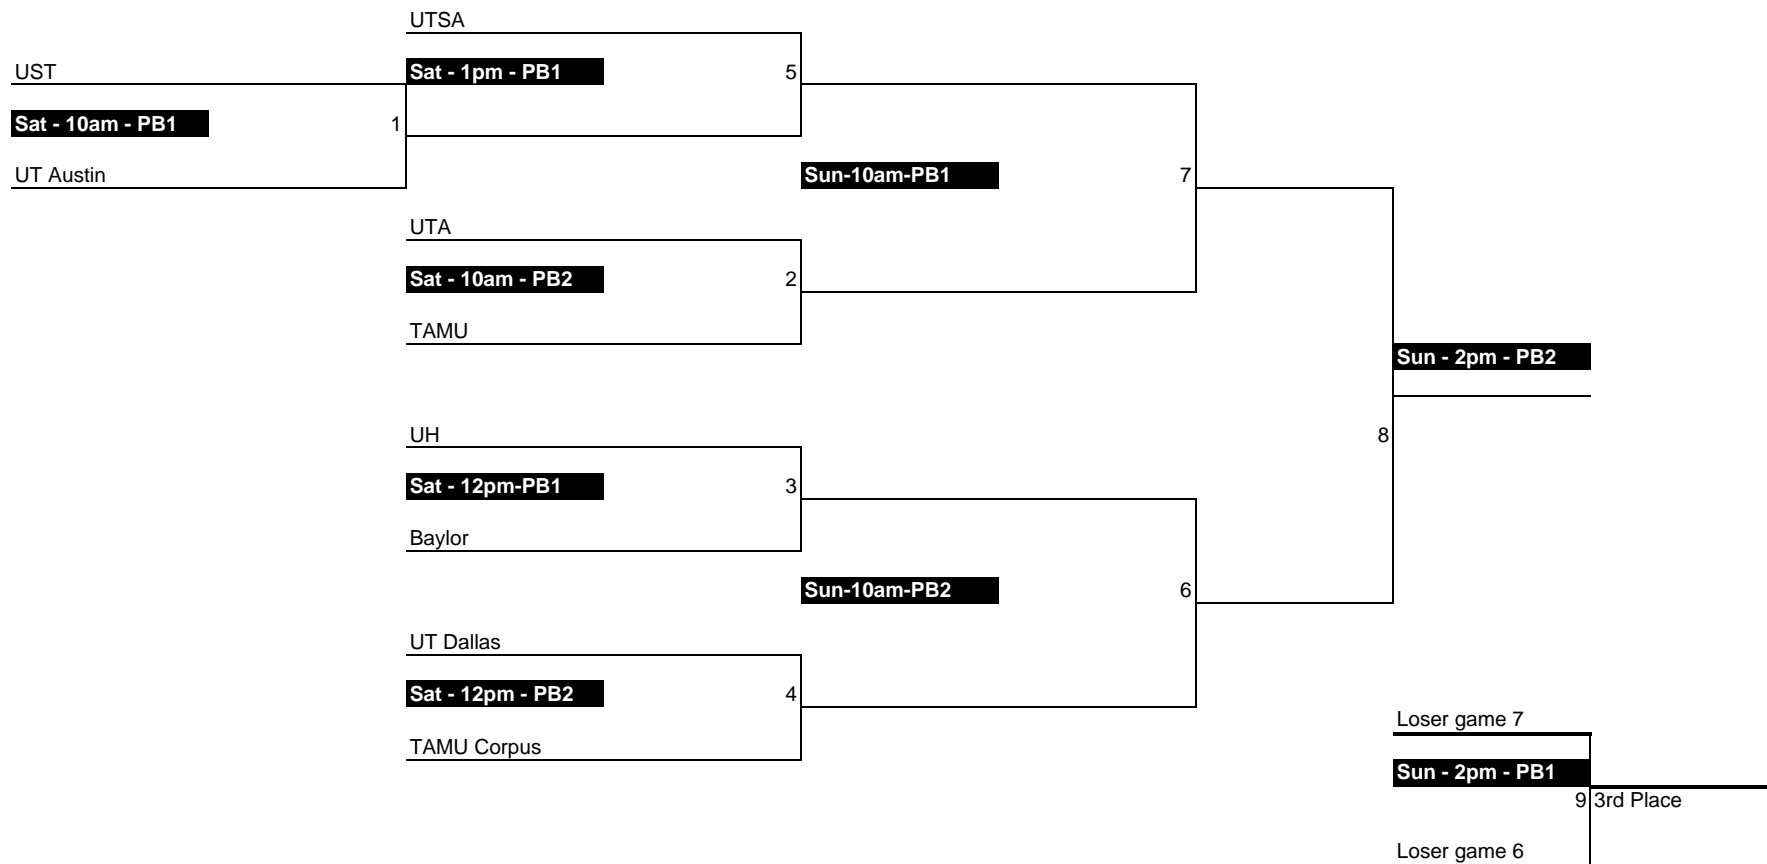 UTSA
UST
Sat - 1pm - PB1
5
Sat - 10am - PB1
1
UT Austin
Sun-10am-PB1
7
UTA
Sat - 10am - PB2
2
TAMU
Sun - 2pm - PB2
UH
8
Sat - 12pm-PB1
3
Baylor
Sun-10am-PB2
6
UT Dallas
Sat - 12pm - PB2
4
Loser game 7
TAMU Corpus
Sun - 2pm - PB1
9 3rd Place
Loser game 6